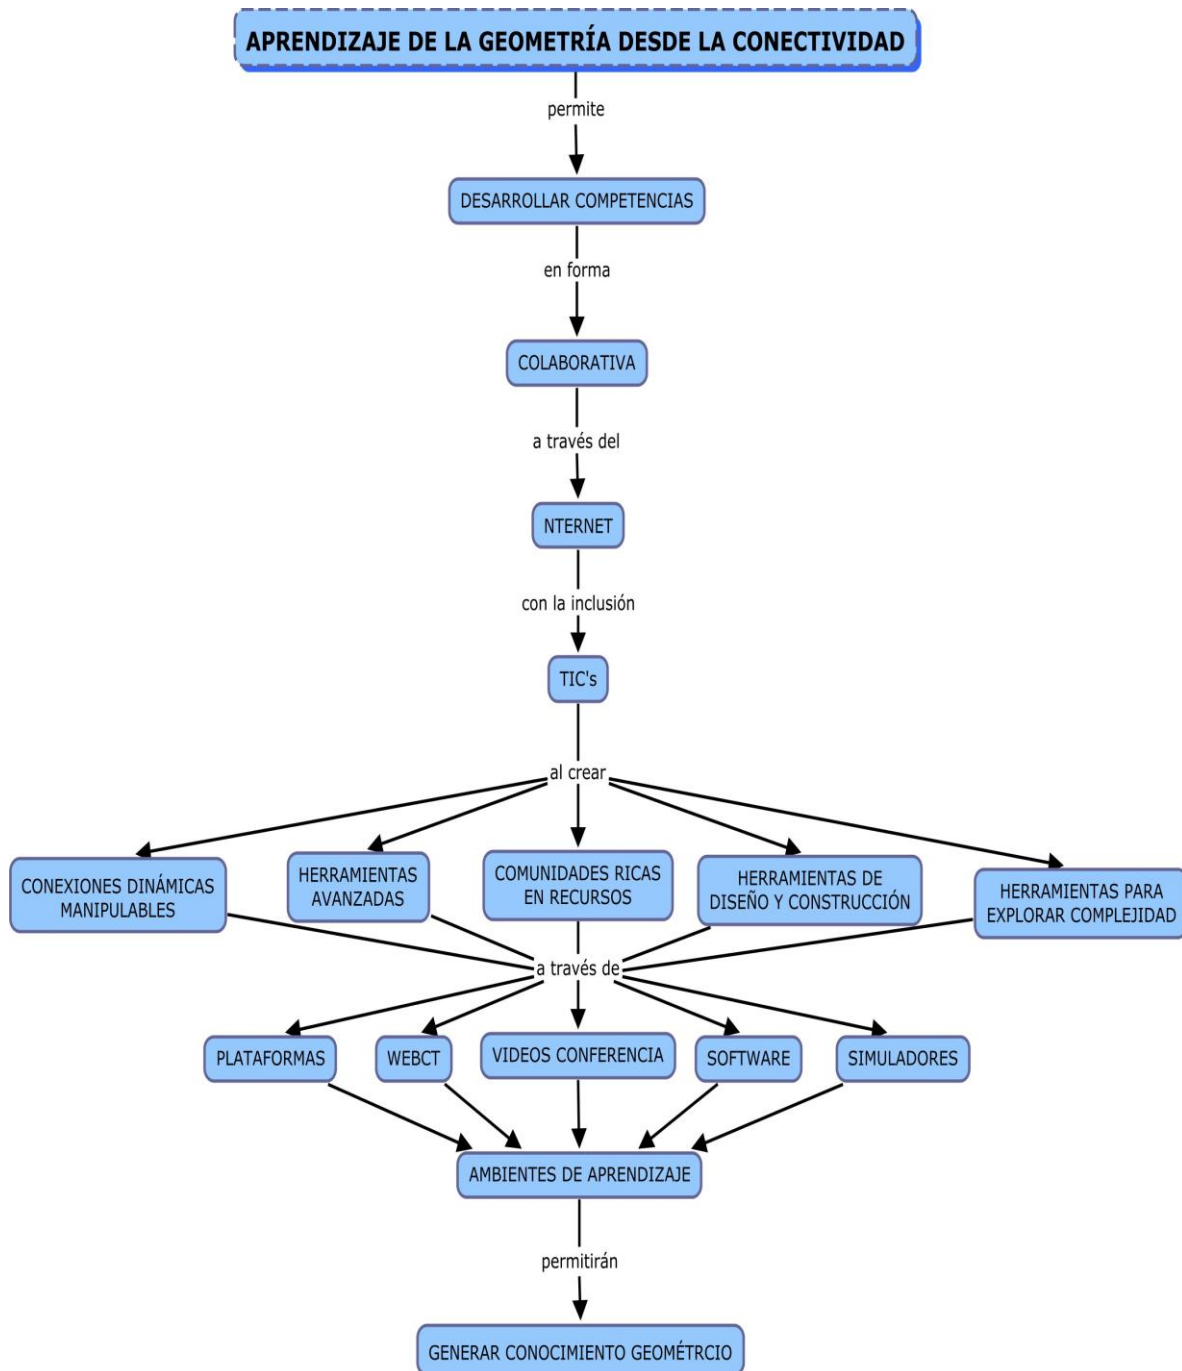 APRENDIZAJE DE LA GEOMETRÍA DESDE LA CONECTIVIDAD
permite
DESARROLLAR COMPETENCIAS
en forma
COLABORATIVA
a través del
NTERNET
con la inclusión
TIC's
al crear
CONEXIONES DINÁMICAS
MANIPULABLES
HERRAMIENTAS
AVANZADAS
COMUNIDADES RICAS
EN RECURSOS
HERRAMIENTAS DE
DISEÑO Y CONSTRUCCIÓN
HERRAMIENTAS PARA
EXPLORAR COMPLEJIDAD
a través de
PLATAFORMAS
WEBCT
VIDEOS CONFERENCIA
SOFTWARE
SIMULADORES
AMBIENTES DE APRENDIZAJE
permitirán
GENERAR CONOCIMIENTO GEOMÉTRCIO